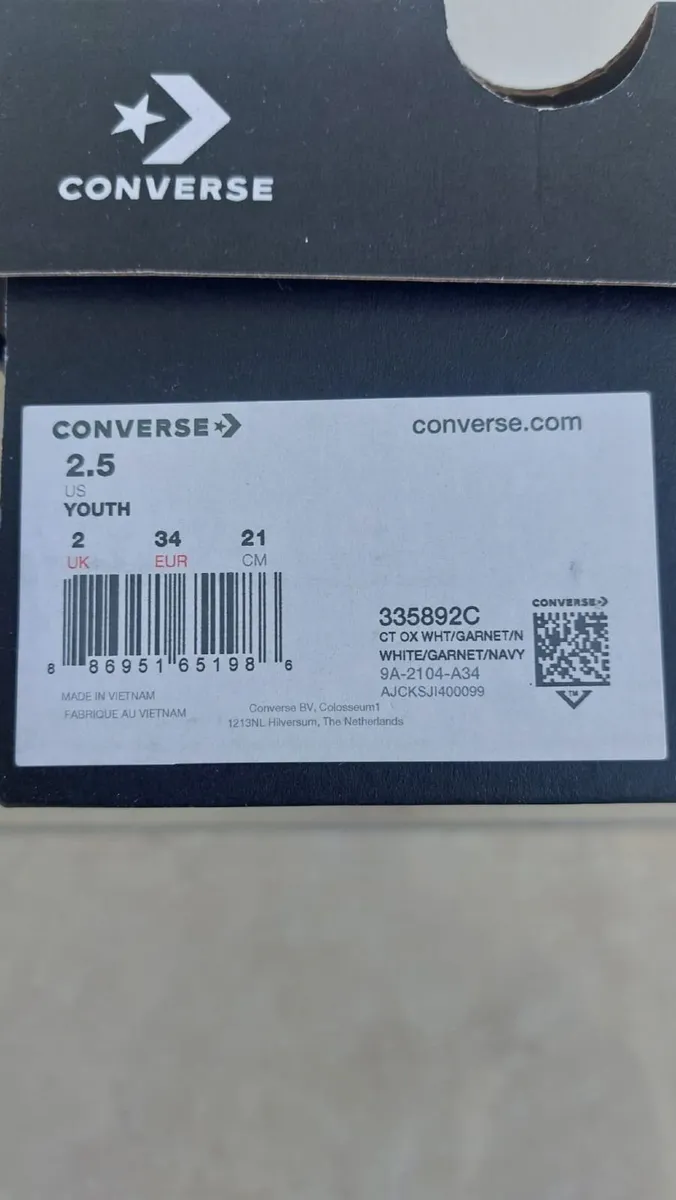 CONVERSE
CONVERSE
converse.com
2.5
US
YOUTH
2 34 21
UK EUR CM
8 86951 65198 6
MADE IN VIETNAM
FABRIQUE AU VIETNAM
Converse BV, Colosseum1
1213NL Hilversum, The Netherlands
335892C
CT OX WHT/GARNET/N
WHITE/GARNET/NAVY
9A-2104-A34
AJCKSJI400099
CONVERSE
TM